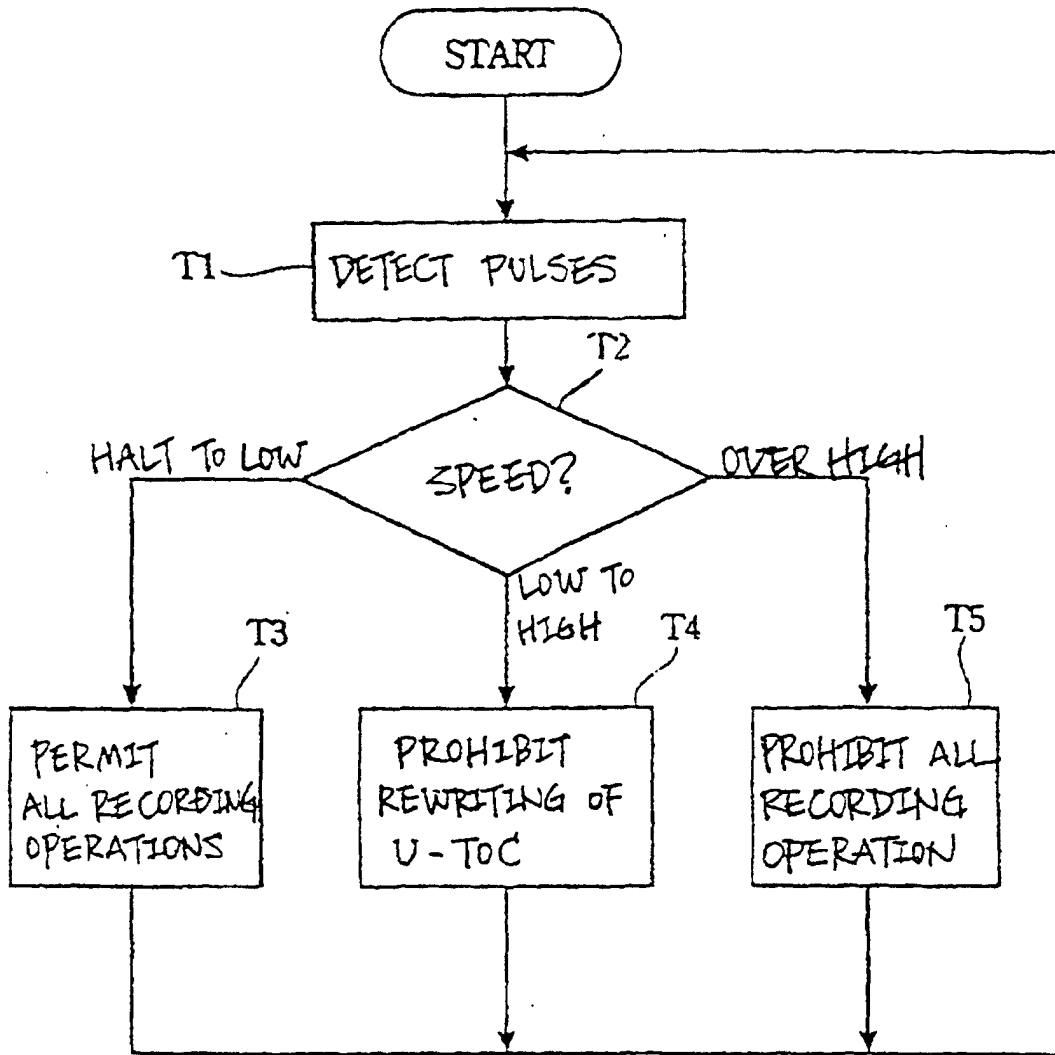 START
T1
DETECT PULSES
T2
HALT TO LOW
SPEED?
OVER HIGH
LOW TO
HIGH
T3
T4
T5
PERMIT
ALL RECORDING
OPERATIONS
PROHIBIT
REWRITING OF
U-TOC
PROHIBIT ALL
RECORDING
OPERATION